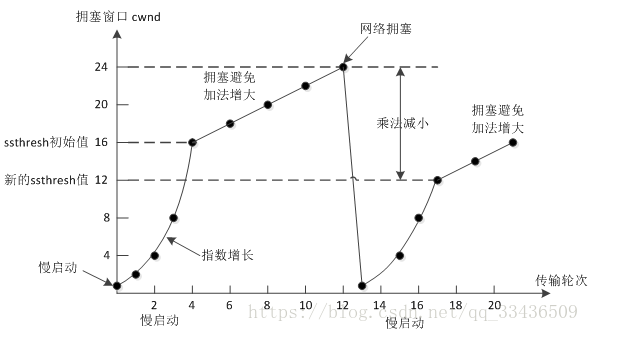 拥塞窗口 cwnd
网络拥塞
24
拥塞避免
加法增大
20
拥塞避免
加法增大
乘法减小
ssthresh初始值
16
新的ssthresh值
12
8
指数增长
4
慢启动
传输轮次
2
4
6
8
10
12
14
16
18
20
慢启动
慢启动
https://blog.csdn.net/qq_33436509